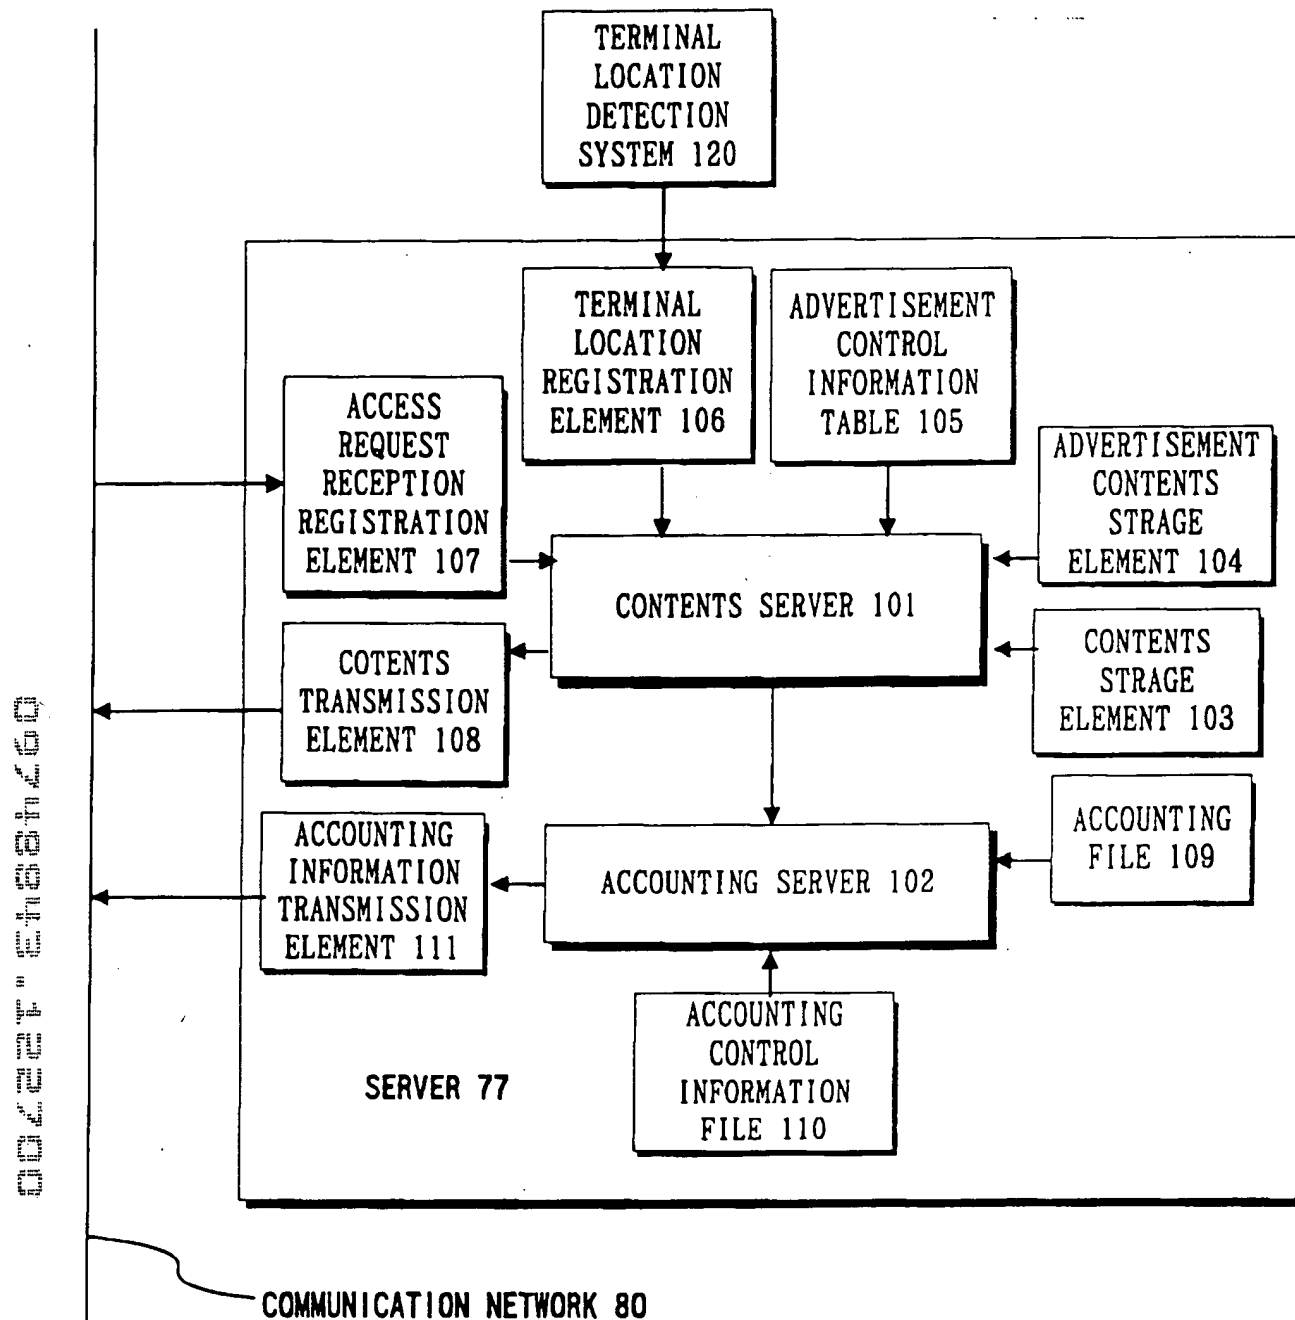 TERMINAL
LOCATION
DETECTION
SYSTEM 120
TERMINAL
LOCATION
REGISTRATION
ELEMENT 106
ADVERTISEMENT
CONTROL
INFORMATION
TABLE 105
ACCESS
REQUEST
RECEPTION
REGISTRATION
ELEMENT 107
ADVERTISEMENT
CONTENTS
STRAGE
ELEMENT 104
CONTENTS SERVER 101
COTENTS
TRANSMISSION
ELEMENT 108
CONTENTS
STRAGE
ELEMENT 103
ACCOUNTING
INFORMATION
TRANSMISSION
ELEMENT 111
ACCOUNTING SERVER 102
ACCOUNTING
FILE 109
ACCOUNTING
CONTROL
INFORMATION
FILE 110
SERVER 77
COMMUNICATION NETWORK 80